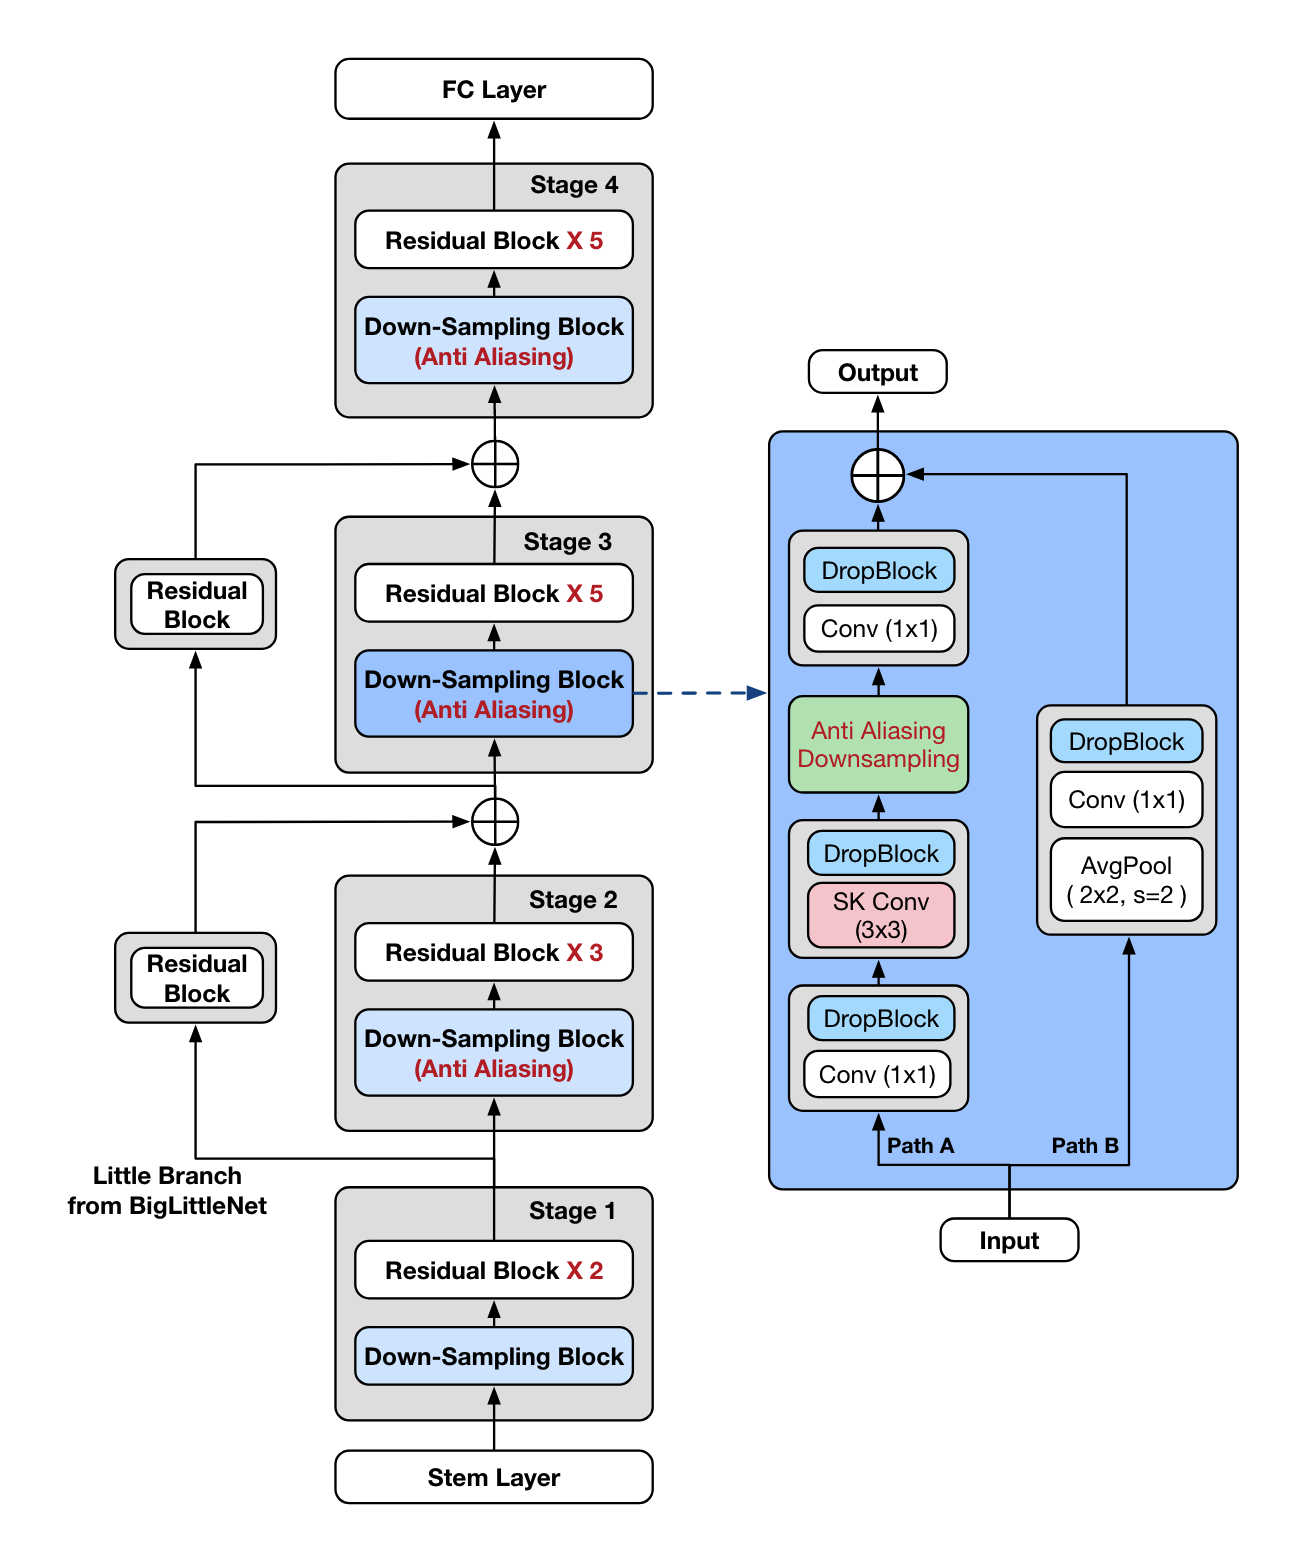 FC Layer
Stage 4
Residual Block X 5
Down-Sampling Block
(Anti Aliasing)
Stage 3
Residual Block X 5
Down-Sampling Block
(Anti Aliasing)
Residual
Block
Stage 2
Residual Block X 3
Down-Sampling Block
(Anti Aliasing)
Residual
Block
Little Branch
from BigLittleNet
Stage 1
Residual Block X 2
Down-Sampling Block
Stem Layer
Output
DropBlock
Conv (1x1)
Anti Aliasing
Downsampling
DropBlock
SK Conv
(3x3)
DropBlock
Conv (1x1)
Path A
DropBlock
Conv (1x1)
AvgPool
( 2x2, s=2 )
Path B
Input